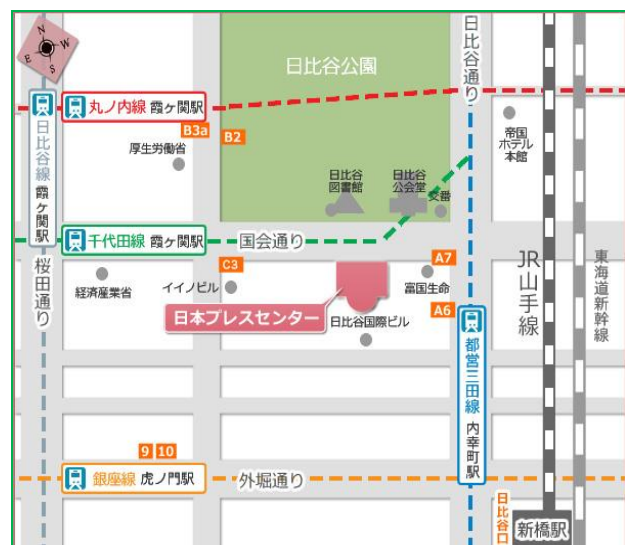 N
W
E
S
日比谷公園
日比谷通り
丸ノ内線 霞ヶ関駅
B3a
B2
厚生労働省
帝国
ホテル
本館
日比谷線 霞ヶ関駅
日比谷
図書館
日比谷
公会堂
交番
千代田線 霞ヶ関駅
国会通り
桜田通り
経済産業省
イイノビル
C3
A7
富国生命
日本プレスセンター
日比谷国際ビル
A6
JR山手線
東海道新幹線
都営三田線 内幸町駅
9 10
銀座線 虎ノ門駅
外堀通り
日比谷口
新橋駅